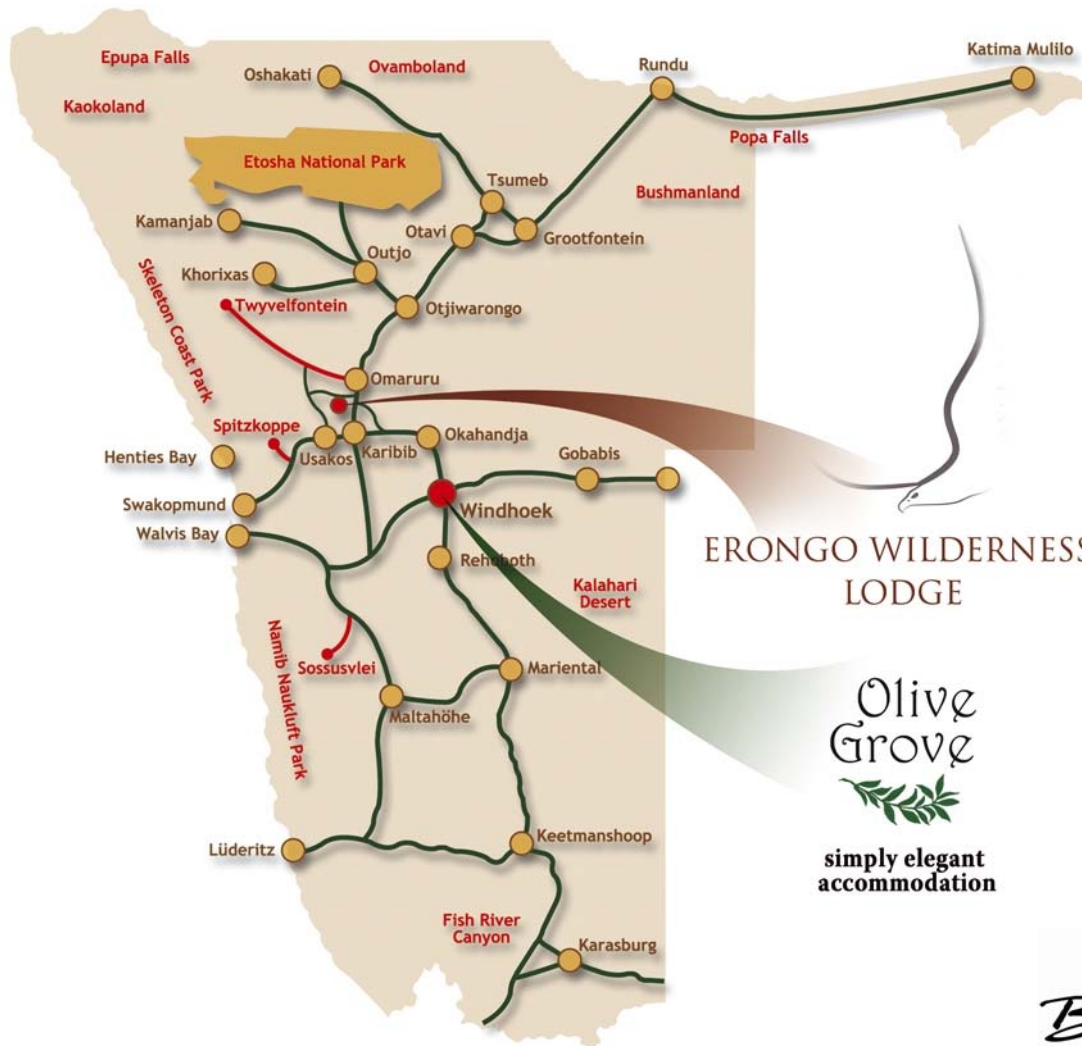 Epupa Falls
Ovamboland
Oshakati
Rundu
Katima Mulilo
Kaokoland
Popa Falls
Etosha National Park
Tsumeb
Bushmanland
Kamanjab
Otavi
Grootfontein
Outjo
Khorixas
Twyvelfontein
Otjiwarongo
Skeleton Coast Park
Omaruru
Spitzkoppe
Henties Bay
Usakos
Karibib
Okahandja
Gobabis
Swakopmund
Windhoek
Walvis Bay
Rehoboth
ERONGO WILDERNESS
LODGE
Kalahari
Desert
Namib Naukluft Park
Sossusvlei
Mariental
Maltahöhe
Olive
Grove
simply elegant
accommodation
Lüderitz
Keetmanshoop
Fish River
Canyon
Karasburg